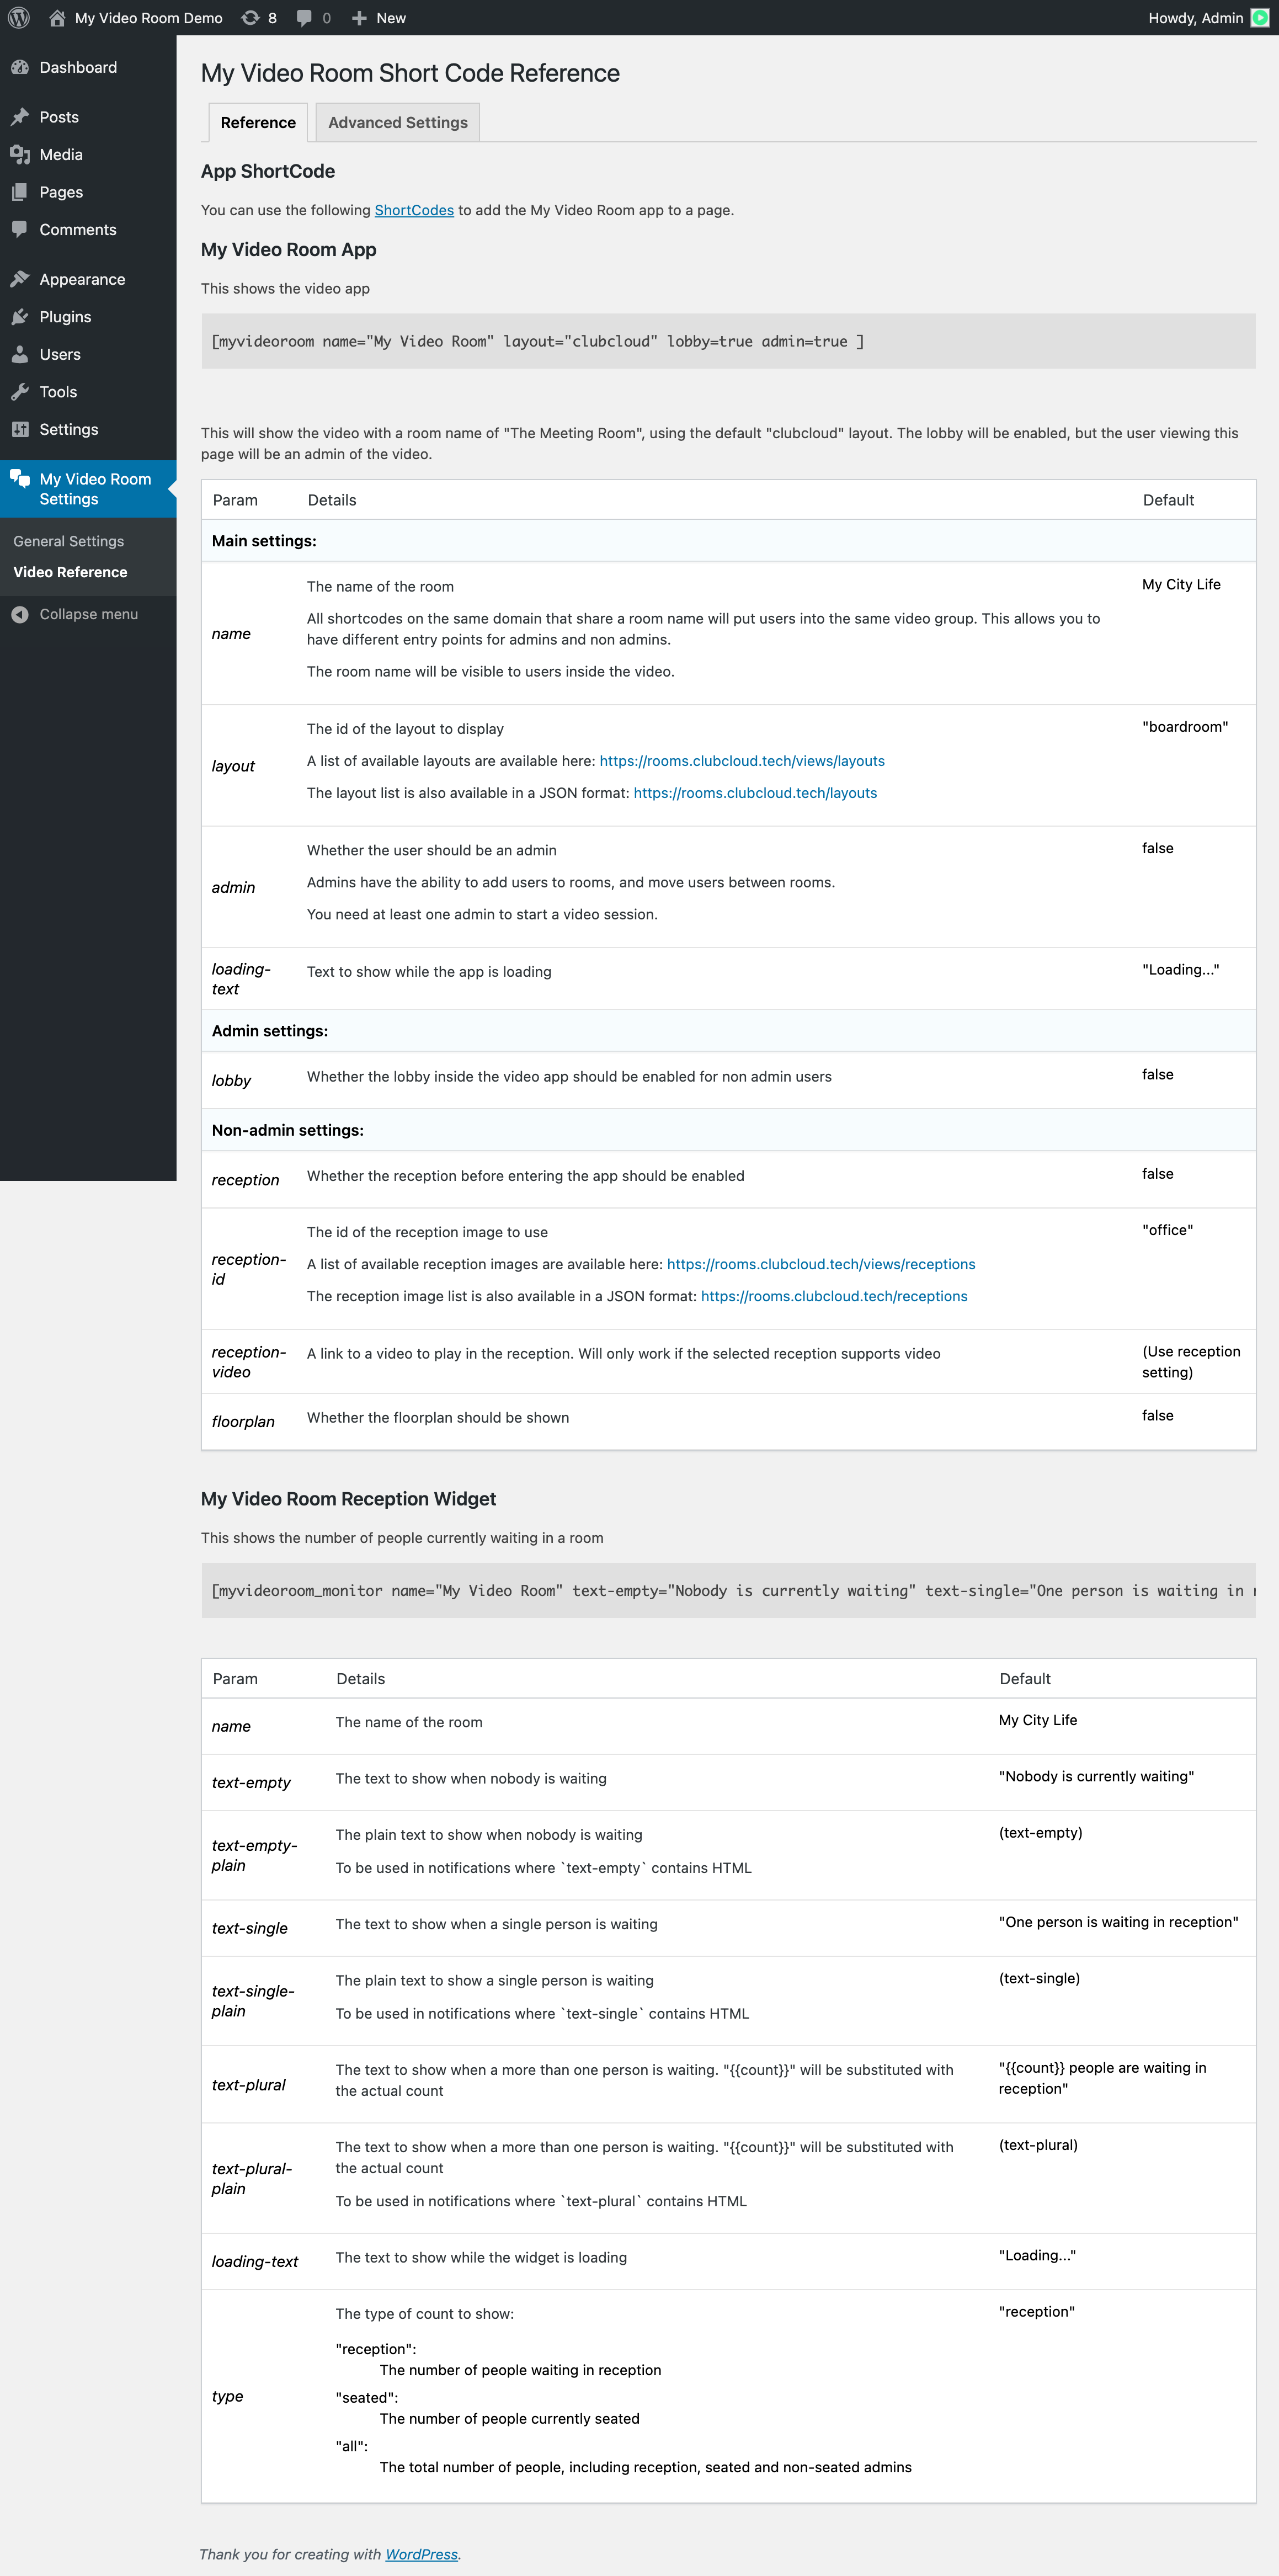 My Video Room Demo 8 0 New Howdy, Admin
Dashboard
Posts
Media
Pages
Comments
Appearance
Plugins
Users
Tools
Settings
My Video Room
Settings
General Settings
Video Reference
Collapse menu
My Video Room Short Code Reference
Reference Advanced Settings
App ShortCode
You can use the following ShortCodes to add the My Video Room app to a page.
My Video Room App
This shows the video app
[myvideoroom name="My Video Room" layout="clubcloud" lobby=true admin=true ]
This will show the video with a room name of "The Meeting Room", using the default "clubcloud" layout. The lobby will be enabled, but the user viewing this
page will be an admin of the video.
Param Details Default
Main settings:
name
The name of the room
All shortcodes on the same domain that share a room name will put users into the same video group. This allows you to
have different entry points for admins and non admins.
The room name will be visible to users inside the video.
My City Life
layout
The id of the layout to display
A list of available layouts are available here: https://rooms.clubcloud.tech/views/layouts
The layout list is also available in a JSON format: https://rooms.clubcloud.tech/layouts
"boardroom"
admin
Whether the user should be an admin
Admins have the ability to add users to rooms, and move users between rooms.
You need at least one admin to start a video session.
false
loading-
text
Text to show while the app is loading
"Loading..."
Admin settings:
lobby
Whether the lobby inside the video app should be enabled for non admin users
false
Non-admin settings:
reception
Whether the reception before entering the app should be enabled
false
reception-
id
The id of the reception image to use
A list of available reception images are available here: https://rooms.clubcloud.tech/views/receptions
The reception image list is also available in a JSON format: https://rooms.clubcloud.tech/receptions
"office"
reception-
video
A link to a video to play in the reception. Will only work if the selected reception supports video
(Use reception
setting)
floorplan
Whether the floorplan should be shown
false
My Video Room Reception Widget
This shows the number of people currently waiting in a room
[myvideoroom_monitor name="My Video Room" text-empty="Nobody is currently waiting" text-single="One person is waiting in
Param Details Default
name
The name of the room
My City Life
text-empty
The text to show when nobody is waiting
"Nobody is currently waiting"
text-empty-
plain
The plain text to show when nobody is waiting
To be used in notifications where `text-empty` contains HTML
(text-empty)
text-single
The text to show when a single person is waiting
"One person is waiting in reception"
text-single-
plain
The plain text to show a single person is waiting
To be used in notifications where `text-single` contains HTML
(text-single)
text-plural
The text to show when a more than one person is waiting. "{{count}}" will be substituted with
the actual count
"{{count}} people are waiting in
reception"
text-plural-
plain
The text to show when a more than one person is waiting. "{{count}}" will be substituted with
the actual count
To be used in notifications where `text-plural` contains HTML
(text-plural)
loading-text
The text to show while the widget is loading
"Loading..."
type
The type of count to show:
"reception":
The number of people waiting in reception
"seated":
The number of people currently seated
"all":
The total number of people, including reception, seated and non-seated admins
"reception"
Thank you for creating with WordPress.